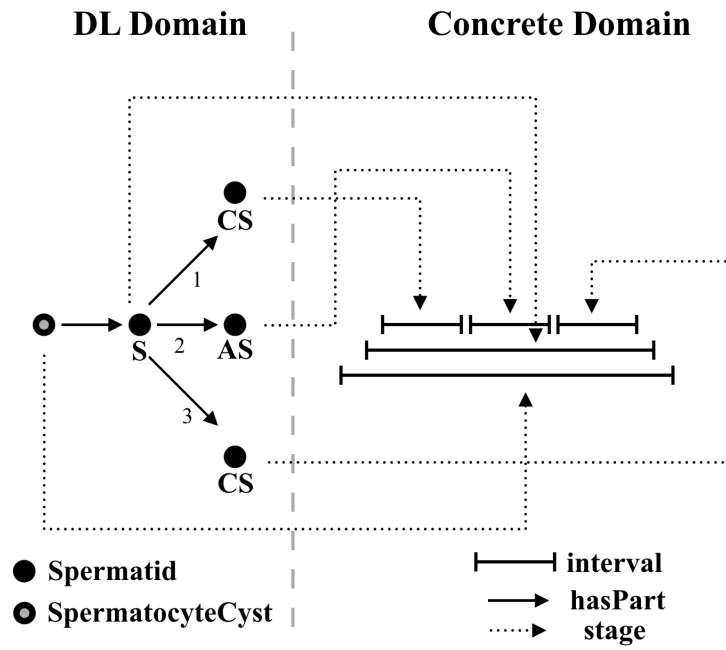 DL Domain
Concrete Domain
CS
1
S
2
AS
3
CS
Spermatid
SpermatocyteCyst
interval
hasPart
stage